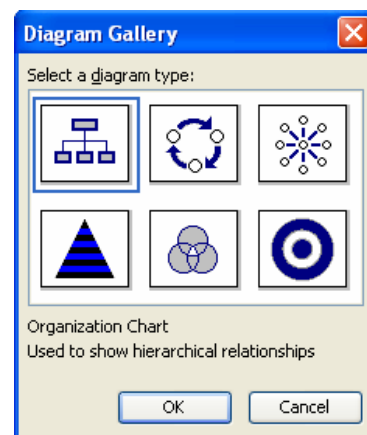 Diagram Gallery
Select a diagram type:
Organization Chart
Used to show hierarchical relationships
OK
Cancel